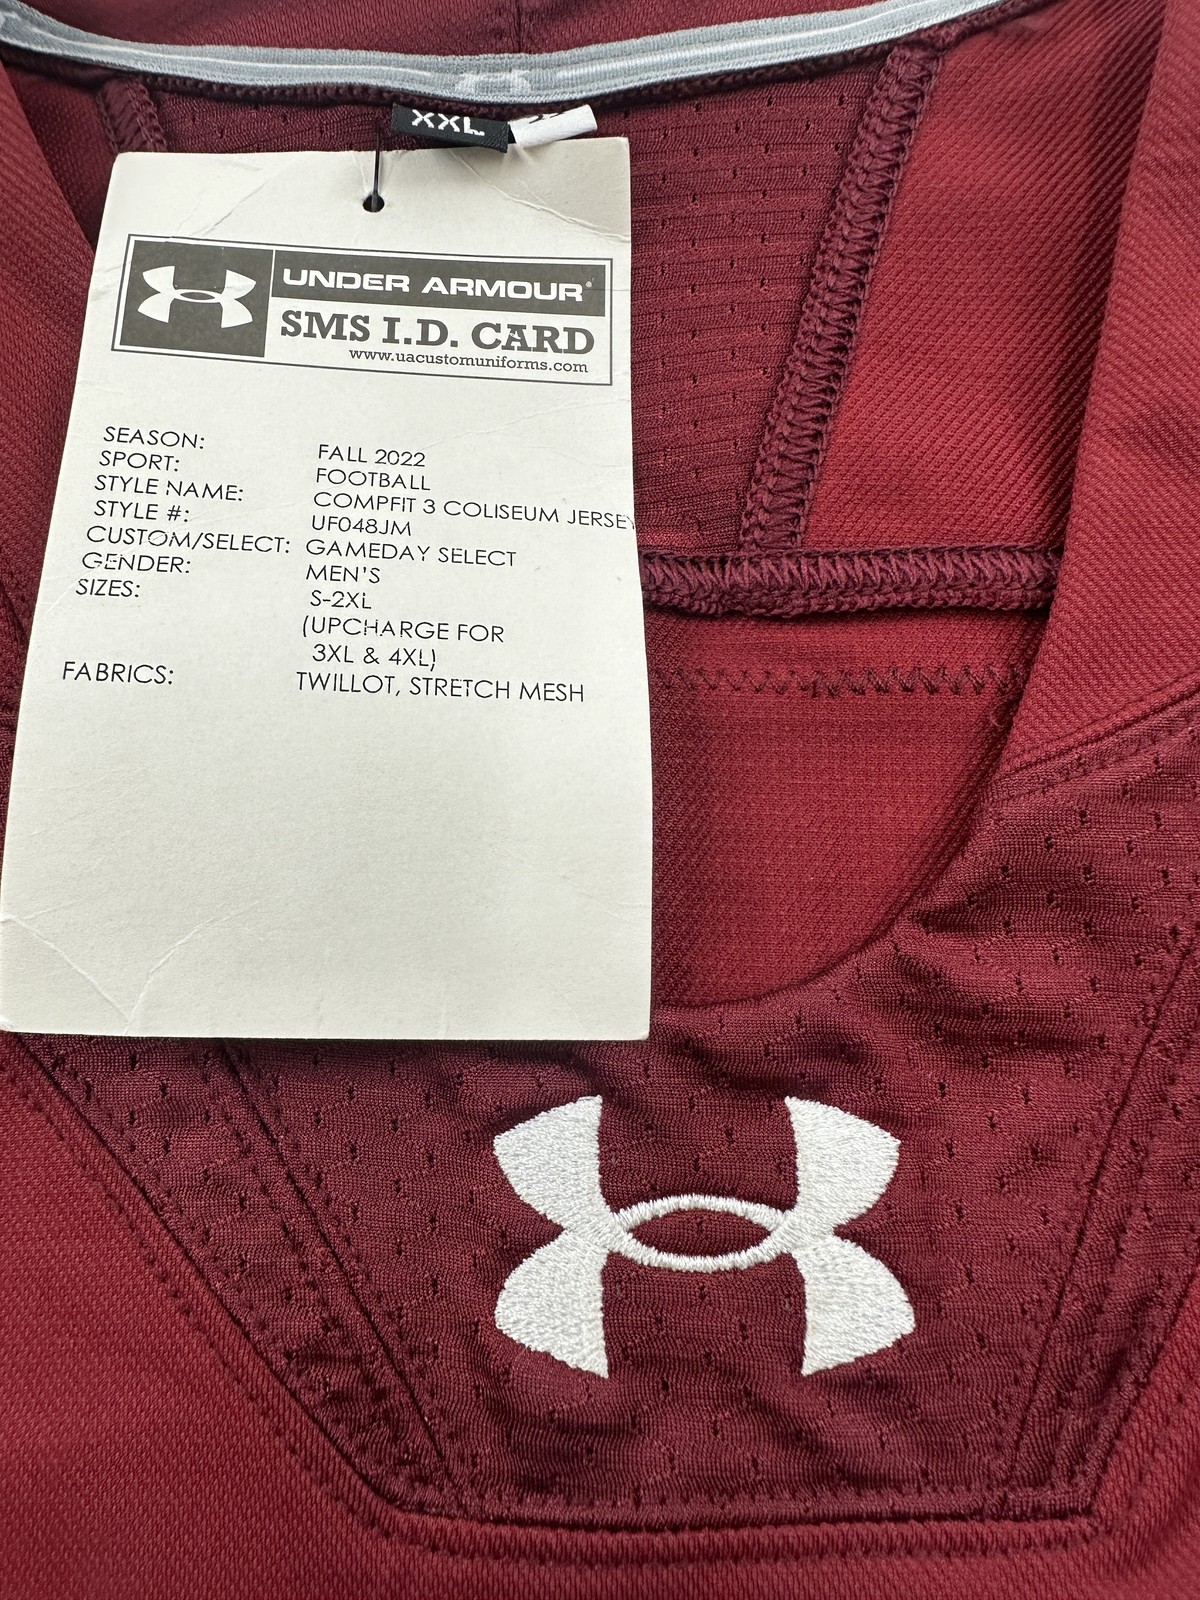 XXL
UNDER ARMOUR
SMS I.D. CARD
www.uacustomuniforms.com
SEASON: FALL 2022
SPORT: FOOTBALL
STYLE NAME: COMPFIT 3 COLISEUM JERSEY
STYLE #: UF048JM
CUSTOM/SELECT: GAMEDAY SELECT
GENDER: MEN'S
SIZES: S-2XL
(UPCHARGE FOR
3XL & 4XL)
FABRICS: TWILLOT, STRETCH MESH